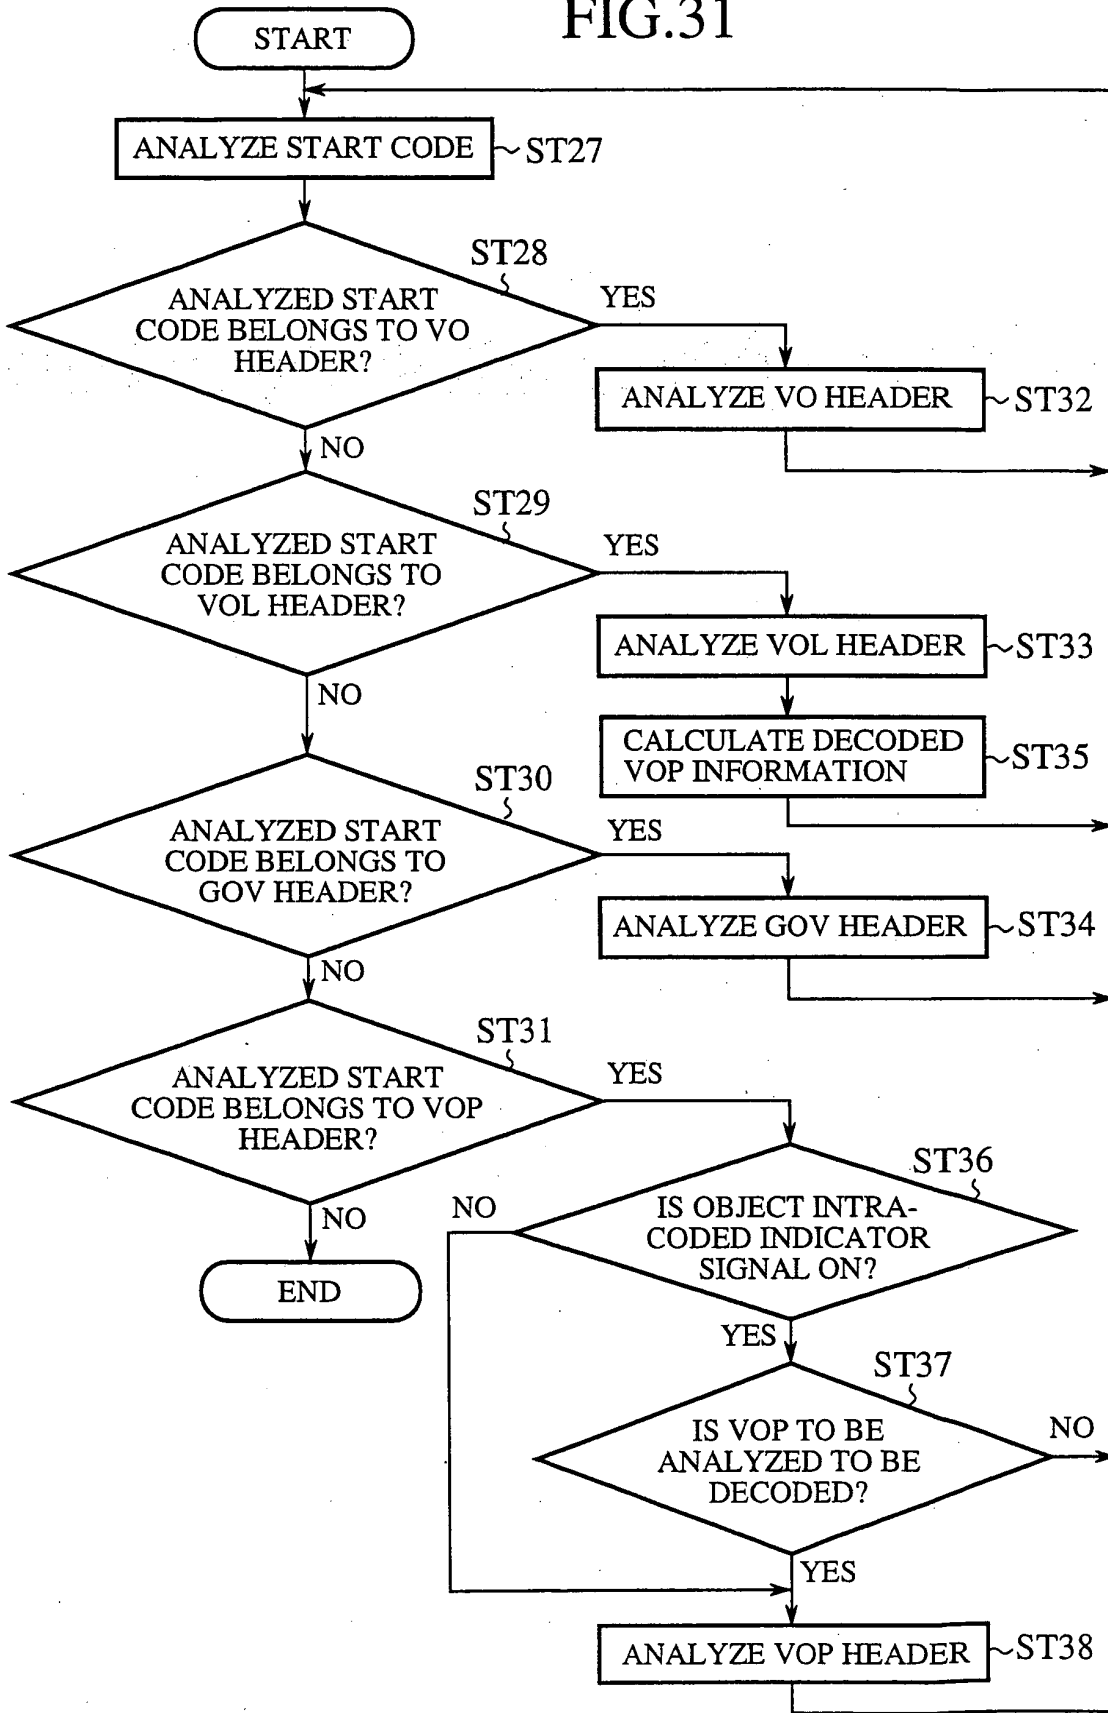 FIG.31
START
ANALYZE START CODE
ST27
ST28
ANALYZED START
CODE BELONGS TO VO
HEADER?
YES
ANALYZE VO HEADER
ST32
NO
ST29
ANALYZED START
CODE BELONGS TO
VOL HEADER?
YES
ANALYZE VOL HEADER
ST33
NO
CALCULATE DECODED
VOP INFORMATION
ST35
ST30
ANALYZED START
CODE BELONGS TO
GOV HEADER?
YES
ANALYZE GOV HEADER
ST34
NO
ST31
ANALYZED START
CODE BELONGS TO VOP
HEADER?
YES
NO
END
ST36
IS OBJECT INTRA-
CODED INDICATOR
SIGNAL ON?
NO
YES
ST37
IS VOP TO BE
ANALYZED TO BE
DECODED?
NO
YES
ANALYZE VOP HEADER
ST38